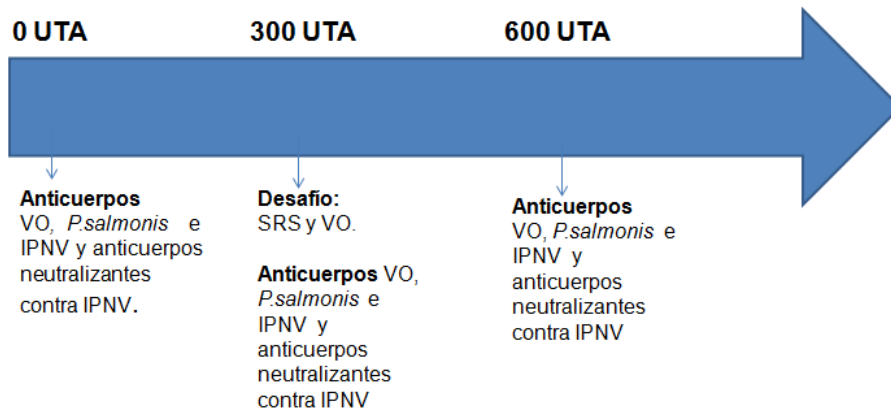 0 UTA
300 UTA
600 UTA
Anticuerpos
VO, P.salmonis e
IPNV y anticuerpos
neutralizantes
contra IPNV.
Desafío:
SRS y VO.
Anticuerpos VO,
P.salmonis e
IPNV y
anticuerpos
neutralizantes
contra IPNV
Anticuerpos
VO, P.salmonis e
IPNV y
anticuerpos
neutralizantes
contra IPNV